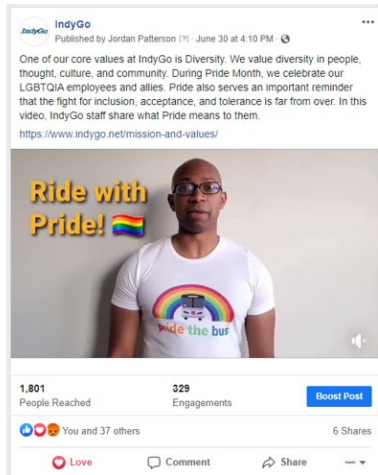 IndyGo
IndyGo
Published by Jordan Patterson [?] · June 30 at 4:10 PM ·
One of our core values at IndyGo is Diversity. We value diversity in people,
thought, culture, and community. During Pride Month, we celebrate our
LGBTQIA employees and allies. Pride also serves an important reminder
that the fight for inclusion, acceptance, and tolerance is far from over. In this
video, IndyGo staff share what Pride means to them.
https://www.indygo.net/mission-and-values/
Ride with
Pride!
ride the bus
1,801
People Reached
329
Engagements
Boost Post
You and 37 others
6 Shares
Love
Comment
Share